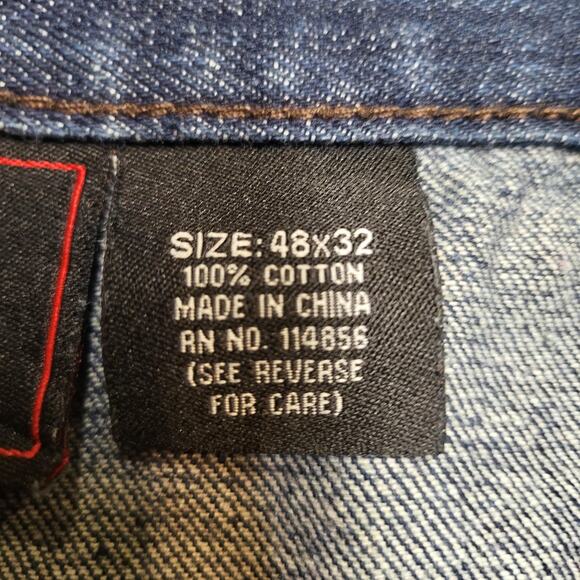 SIZE: 48x32
100% COTTON
MADE IN CHINA
RN NO. 114856
(SEE REVERSE
FOR CARE)